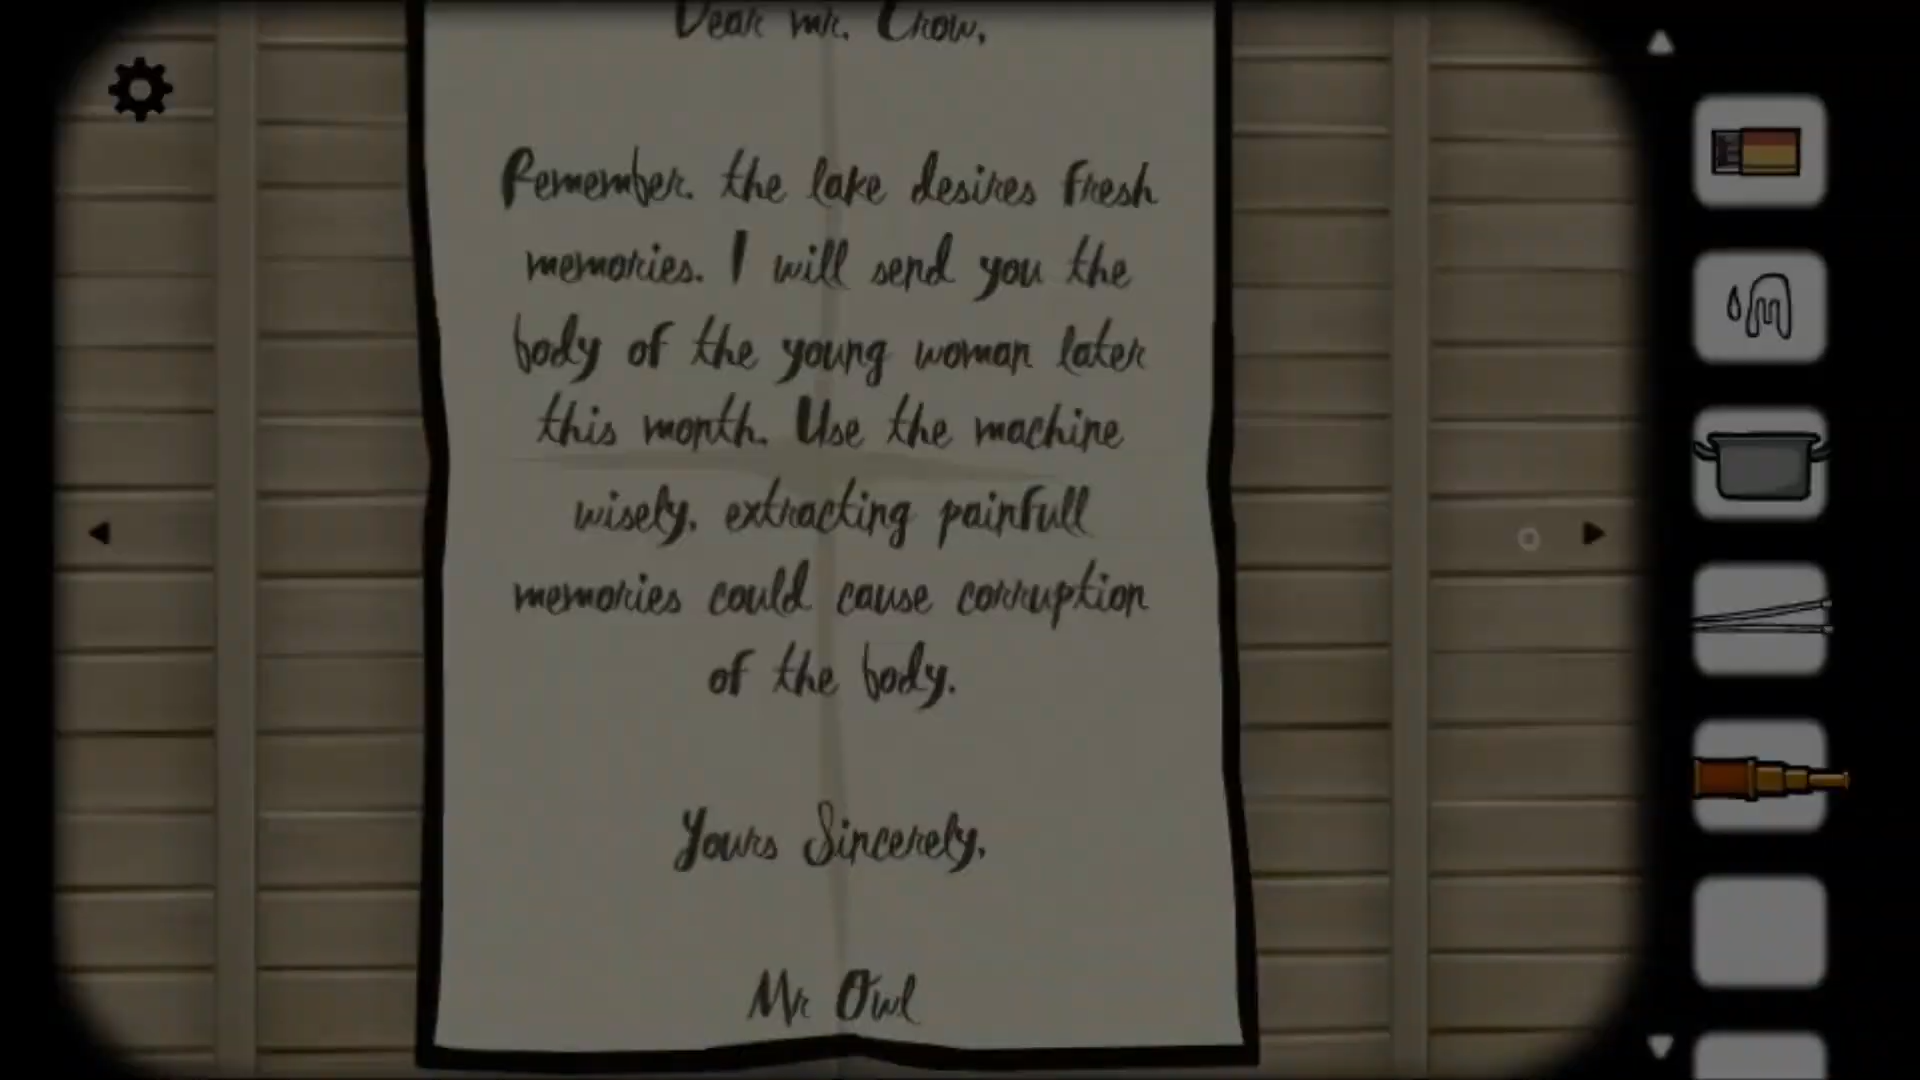 Dear mr. Crow,
Remember, the lake desires fresh
memories. I will send you the
body of the young woman later
this month. Use the machine
wisely, extracting painfull
memories could cause corruption
of the body.
Yours Sincerely,
Mr Owl